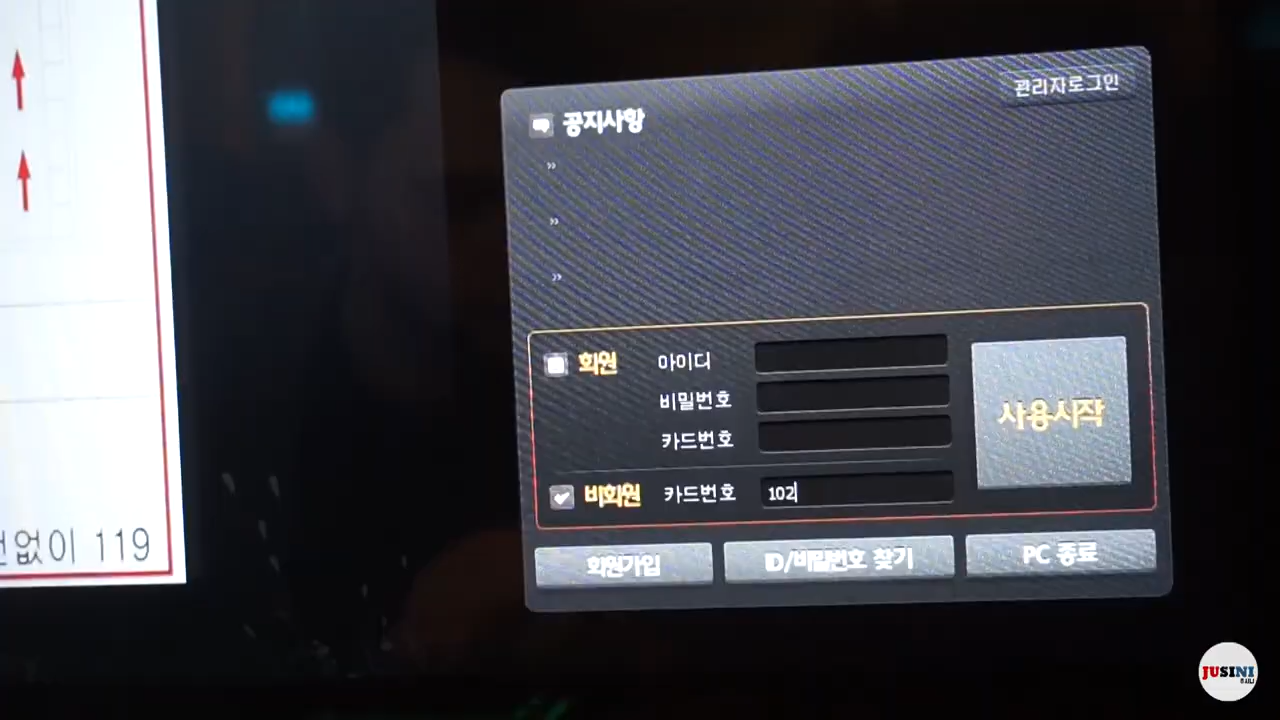 관리자로그인
공지사항
»
»
»
회원 아이디
비밀번호
카드번호
사용시작
비회원 카드번호 102
회원가입 ID/비밀번호 찾기 PC 종료
없이 119
JUSINI